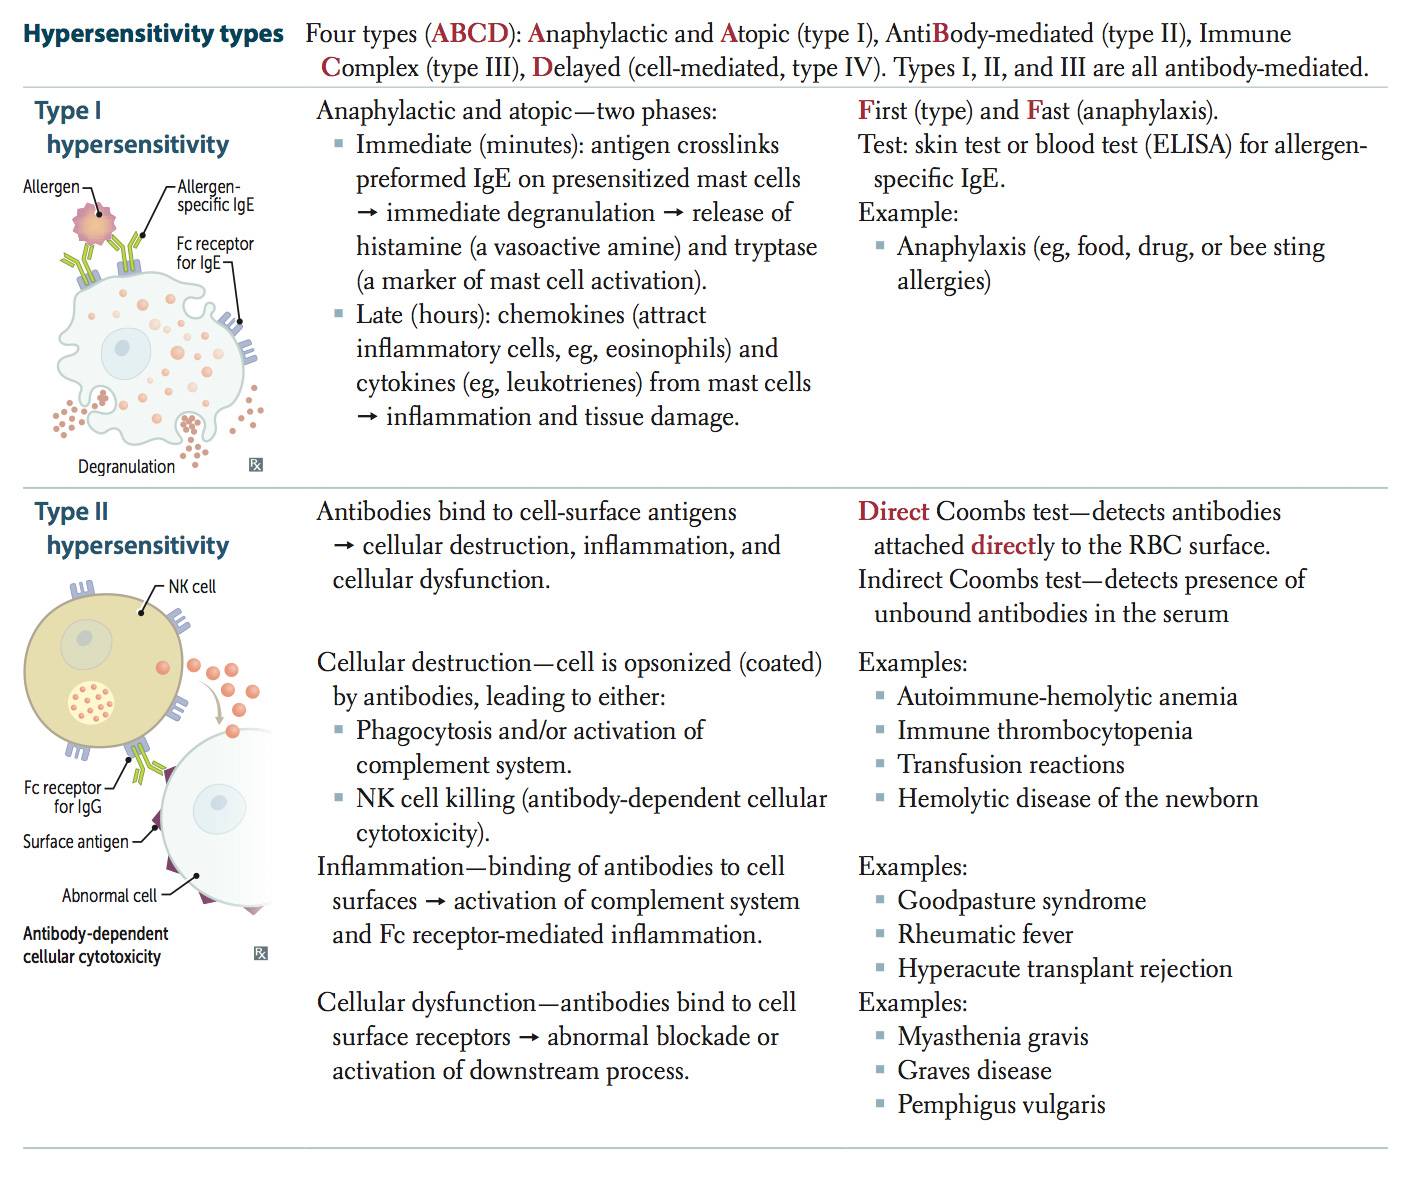 Hypersensitivity types Four types (ABCD): Anaphylactic and Atopic (type I), AntiBody-mediated (type II), Immune
Complex (type III), Delayed (cell-mediated, type IV). Types I, II, and III are all antibody-mediated.
Type I
hypersensitivity
Allergen
Allergen-
specific IgE
Fc receptor
for IgE
Degranulation
Rx
Anaphylactic and atopic—two phases:
▪ Immediate (minutes): antigen crosslinks
preformed IgE on presensitized mast cells
→ immediate degranulation → release of
histamine (a vasoactive amine) and tryptase
(a marker of mast cell activation).
▪ Late (hours): chemokines (attract
inflammatory cells, eg, eosinophils) and
cytokines (eg, leukotrienes) from mast cells
→ inflammation and tissue damage.
First (type) and Fast (anaphylaxis).
Test: skin test or blood test (ELISA) for allergen-
specific IgE.
Example:
▪ Anaphylaxis (eg, food, drug, or bee sting
allergies)
Type II
hypersensitivity
NK cell
Fc receptor
for IgG
Surface antigen
Abnormal cell
Antibody-dependent
cellular cytotoxicity
Rx
Antibodies bind to cell-surface antigens
→ cellular destruction, inflammation, and
cellular dysfunction.
Direct Coombs test—detects antibodies
attached directly to the RBC surface.
Indirect Coombs test—detects presence of
unbound antibodies in the serum
Cellular destruction—cell is opsonized (coated)
by antibodies, leading to either:
▪ Phagocytosis and/or activation of
complement system.
▪ NK cell killing (antibody-dependent cellular
cytotoxicity).
Examples:
▪ Autoimmune-hemolytic anemia
▪ Immune thrombocytopenia
▪ Transfusion reactions
▪ Hemolytic disease of the newborn
Inflammation—binding of antibodies to cell
surfaces → activation of complement system
and Fc receptor-mediated inflammation.
Examples:
▪ Goodpasture syndrome
▪ Rheumatic fever
▪ Hyperacute transplant rejection
Cellular dysfunction—antibodies bind to cell
surface receptors → abnormal blockade or
activation of downstream process.
Examples:
▪ Myasthenia gravis
▪ Graves disease
▪ Pemphigus vulgaris